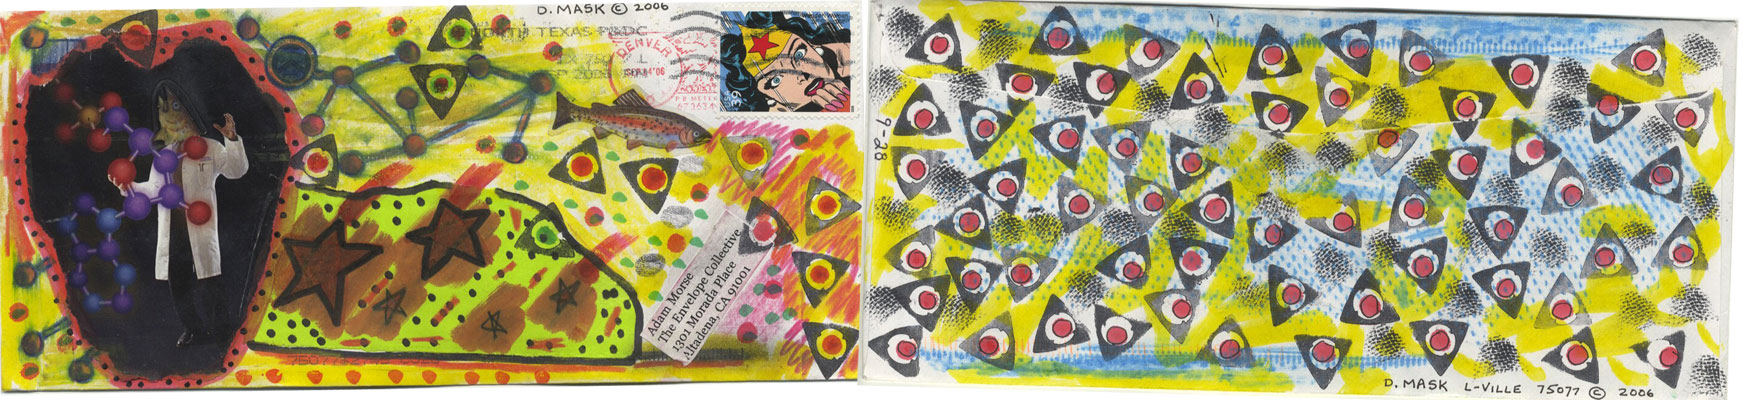 D. MASK © 2006
NORTH TEXAS P&DC
DENVER
39
Adam Morse
The Envelope Collective
1301 Morada Place
Altadena, CA 91001
9-28
D. MASK L-VILLE 75077 © 2006